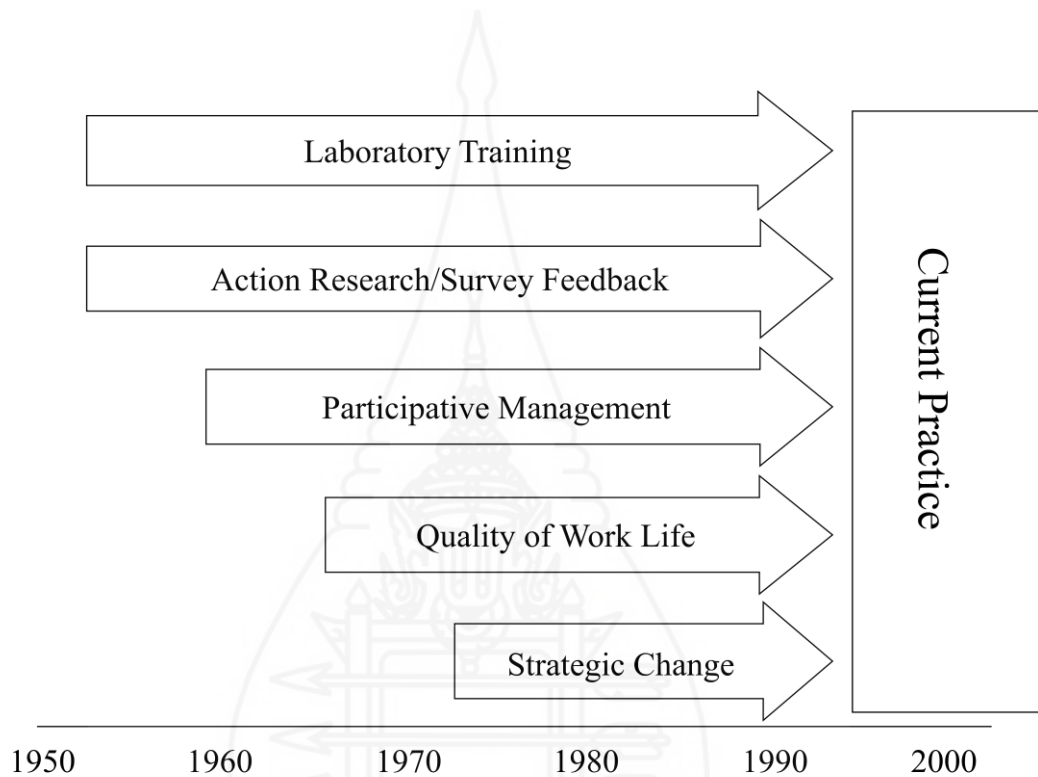 Laboratory Training
Action Research/Survey Feedback
Participative Management
Quality of Work Life
Strategic Change
Current Practice
1950 1960 1970 1980 1990 2000